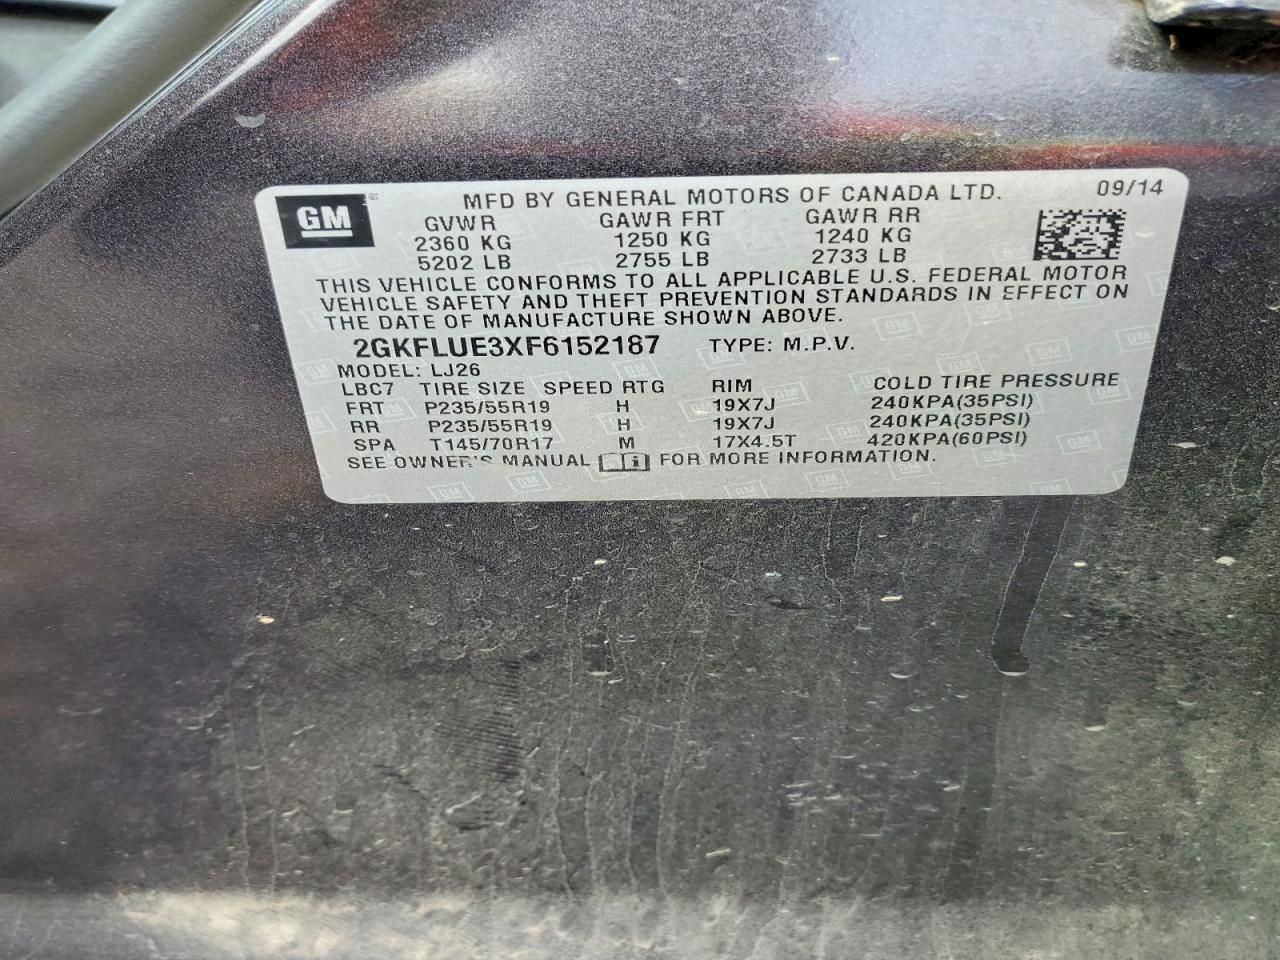 GM MFD BY GENERAL MOTORS OF CANADA LTD. 09/14
GVWR GAWR FRT GAWR RR
2360 KG 1250 KG 1240 KG
5202 LB 2755 LB 2733 LB
THIS VEHICLE CONFORMS TO ALL APPLICABLE U.S. FEDERAL MOTOR
VEHICLE SAFETY AND THEFT PREVENTION STANDARDS IN EFFECT ON
THE DATE OF MANUFACTURE SHOWN ABOVE.
2GKFLUE3XF6152187 TYPE: M.P.V.
MODEL: LJ26
LBC7 TIRE SIZE SPEED RTG RIM COLD TIRE PRESSURE
FRT P235/55R19 H 19X7J 240KPA(35PSI)
RR P235/55R19 H 19X7J 240KPA(35PSI)
SPA T145/70R17 M 17X4.5T 420KPA(60PSI)
SEE OWNER'S MANUAL FOR MORE INFORMATION.